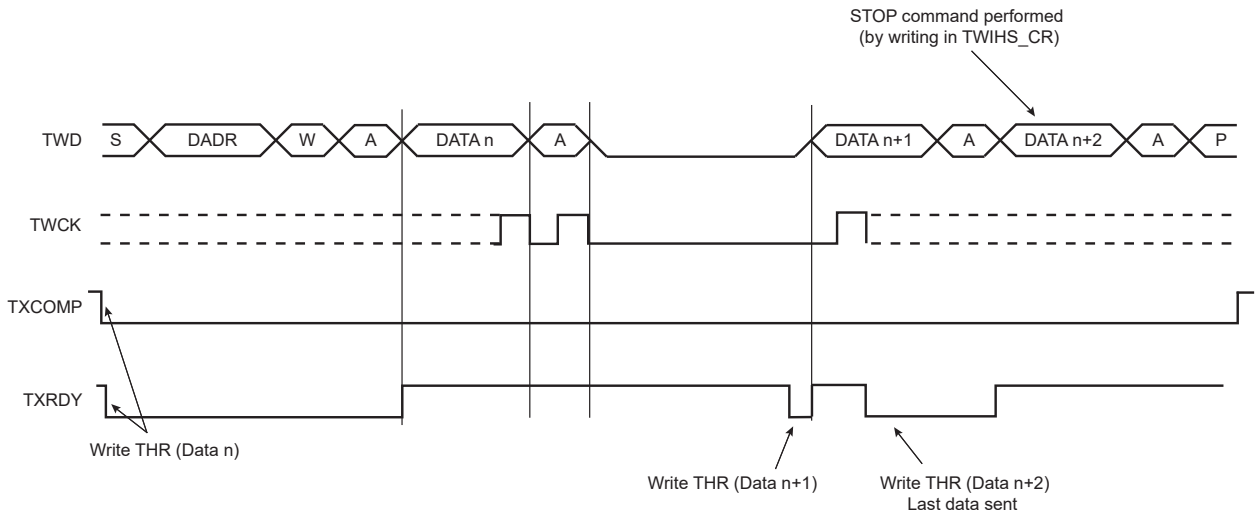 STOP command performed
(by writing in TWIHS_CR)
TWD S DADR W A DATA n A DATA n+1 A DATA n+2 A P
TWCK
TXCOMP
TXRDY
Write THR (Data n)
Write THR (Data n+1)
Write THR (Data n+2)
Last data sent